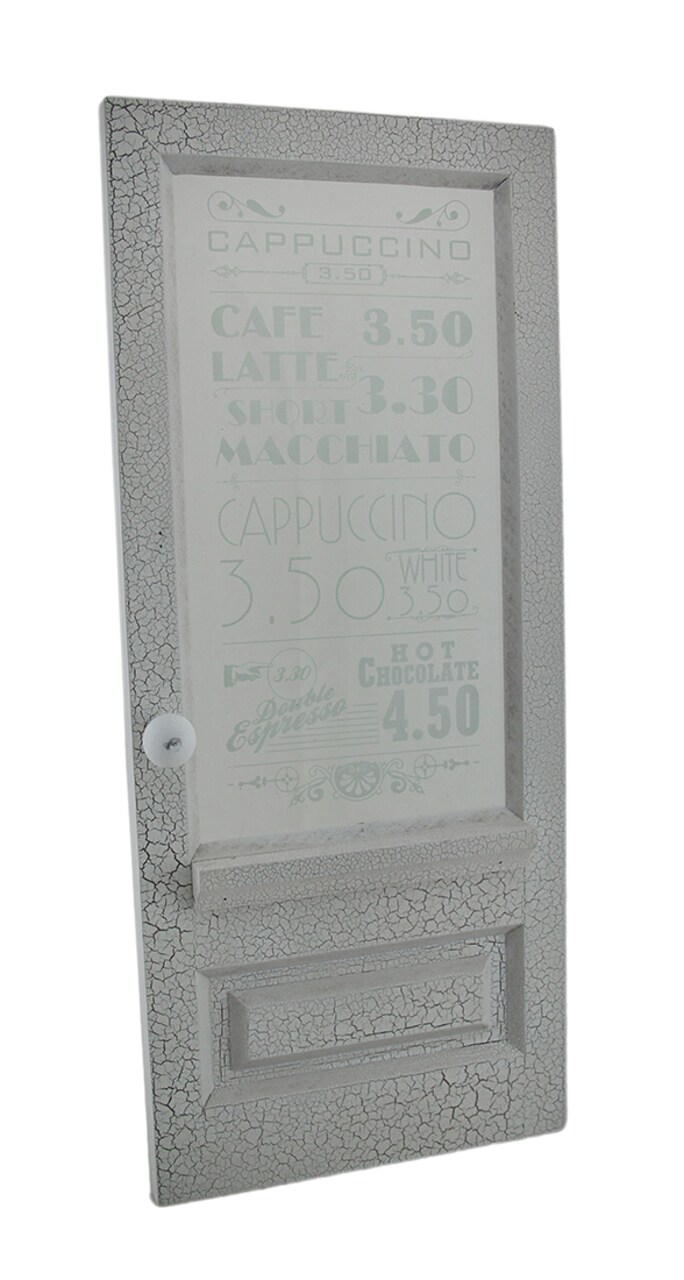 CAPPUCCINO
3.50
CAFE 3.50
LATTE
SHORT 3.30
MACCHIATO
CAPPUCCINO
3.50 WHITE
3.50
3.30 HOT
CHOCOLATE
Double
Espresso 4.50